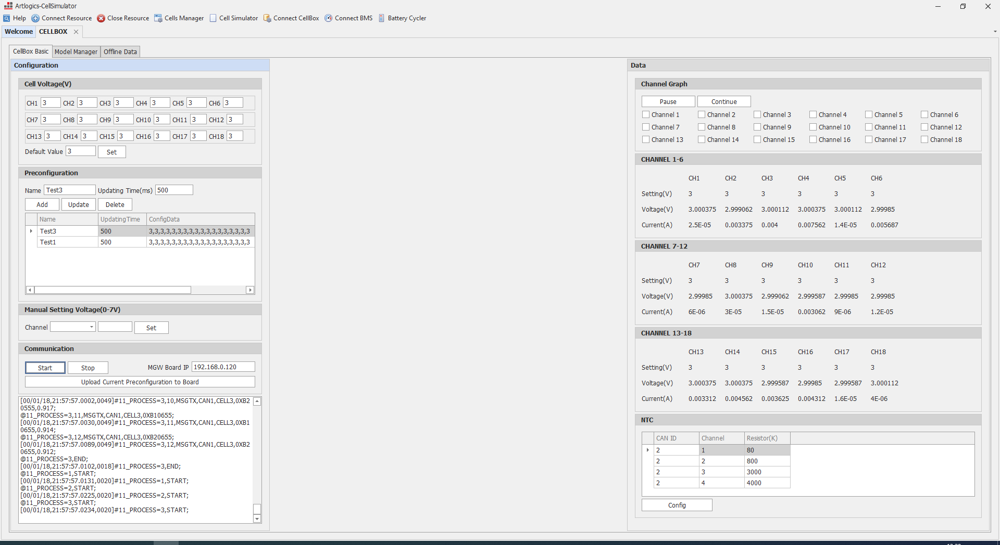 Artlogics-CellSimulator
Help Connect Resource Close Resource Cells Manager Cell Simulator Connect CellBox Connect BMS Battery Cycler
Welcome CELLBOX
CellBox Basic Model Manager Offline Data
Configuration
Cell Voltage(V)
CH1 3 CH2 3 CH3 3 CH4 3 CH5 3 CH6 3
CH7 3 CH8 3 CH9 3 CH10 3 CH11 3 CH12 3
CH13 3 CH14 3 CH15 3 CH16 3 CH17 3 CH18 3
Default Value 3 Set
Preconfiguration
Name Test3 Updating Time(ms) 500
Add Update Delete
Name UpdatingTime ConfigData
Test3 500 3,3,3,3,3,3,3,3,3,3,3,3,3,3,3,3,3,3
Test1 500 3,3,3,3,3,3,3,3,3,3,3,3,3,3,3,3,3,3
Manual Setting Voltage(0-7V)
Channel Set
Communication
Start Stop MGW Board IP 192.168.0.120
Upload Current Preconfiguration to Board
[00/01/18,21:57:57.0002,0049]#11_PROCESS=3,10,MSGTX,CAN1,CELL3,0XB2
0555,0.917;
@11_PROCESS=3,11,MSGTX,CAN1,CELL3,0XB10655;
[00/01/18,21:57:57.0030,0049]#11_PROCESS=3,11,MSGTX,CAN1,CELL3,0XB1
0655,0.914;
@11_PROCESS=3,12,MSGTX,CAN1,CELL3,0XB20655;
[00/01/18,21:57:57.0089,0049]#11_PROCESS=3,12,MSGTX,CAN1,CELL3,0XB2
0655,0.912;
@11_PROCESS=3,END;
[00/01/18,21:57:57.0102,0018]#11_PROCESS=3,END;
@11_PROCESS=1,START;
[00/01/18,21:57:57.0131,0020]#11_PROCESS=1,START;
@11_PROCESS=2,START;
[00/01/18,21:57:57.0225,0020]#11_PROCESS=2,START;
@11_PROCESS=3,START;
[00/01/18,21:57:57.0234,0020]#11_PROCESS=3,START;
Data
Channel Graph
Pause Continue
Channel 1 Channel 2 Channel 3 Channel 4 Channel 5 Channel 6
Channel 7 Channel 8 Channel 9 Channel 10 Channel 11 Channel 12
Channel 13 Channel 14 Channel 15 Channel 16 Channel 17 Channel 18
CHANNEL 1-6
CH1 CH2 CH3 CH4 CH5 CH6
Setting(V) 3 3 3 3 3 3
Voltage(V) 3.000375 2.999062 3.000112 3.000375 3.000112 2.99985
Current(A) 2.5E-05 0.003375 0.004 0.007562 1.4E-05 0.005687
CHANNEL 7-12
CH7 CH8 CH9 CH10 CH11 CH12
Setting(V) 3 3 3 3 3 3
Voltage(V) 2.99985 3.000375 2.999062 2.999587 2.99985 2.99985
Current(A) 6E-06 3E-05 1.5E-05 0.003062 9E-06 1.2E-05
CHANNEL 13-18
CH13 CH14 CH15 CH16 CH17 CH18
Setting(V) 3 3 3 3 3 3
Voltage(V) 3.000375 3.000375 2.999587 2.99985 2.999587 3.000112
Current(A) 0.003312 0.004562 0.003625 0.004312 1.6E-05 4E-06
NTC
CAN ID Channel Resistor(K)
2 1 80
2 2 800
2 3 3000
2 4 4000
Config